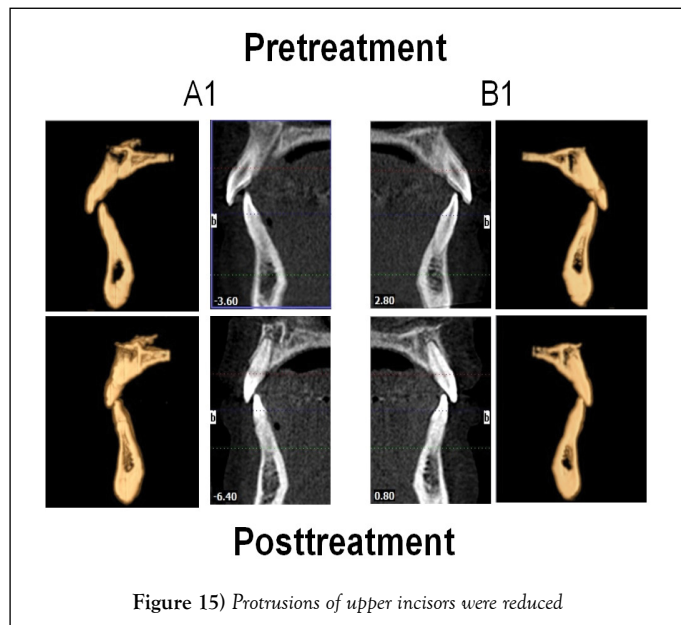 Pretreatment
A1 B1
b b
-3.60 2.80
b b
-6.40 0.80
Posttreatment
Figure 15) Protrusions of upper incisors were reduced